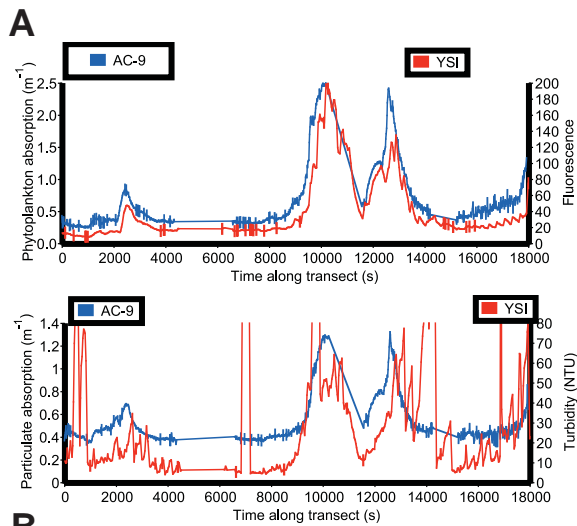 A
AC-9
YSI
2.5
2.0
1.5
1.0
0.5
0.0
Phytoplankton absorption (m-1)
200
180
160
140
120
100
80
60
40
20
0
Fluorescence
0 2000 4000 6000 8000 10000 12000 14000 16000 18000
Time along transect (s)
AC-9
YSI
1.4
1.2
1
0.8
0.6
0.4
0.2
0
Particulate absorption (m-1)
80
70
60
50
40
30
20
10
0
Turbidity (NTU)
0 2000 4000 6000 8000 10000 12000 14000 16000 18000
Time along transect (s)
B